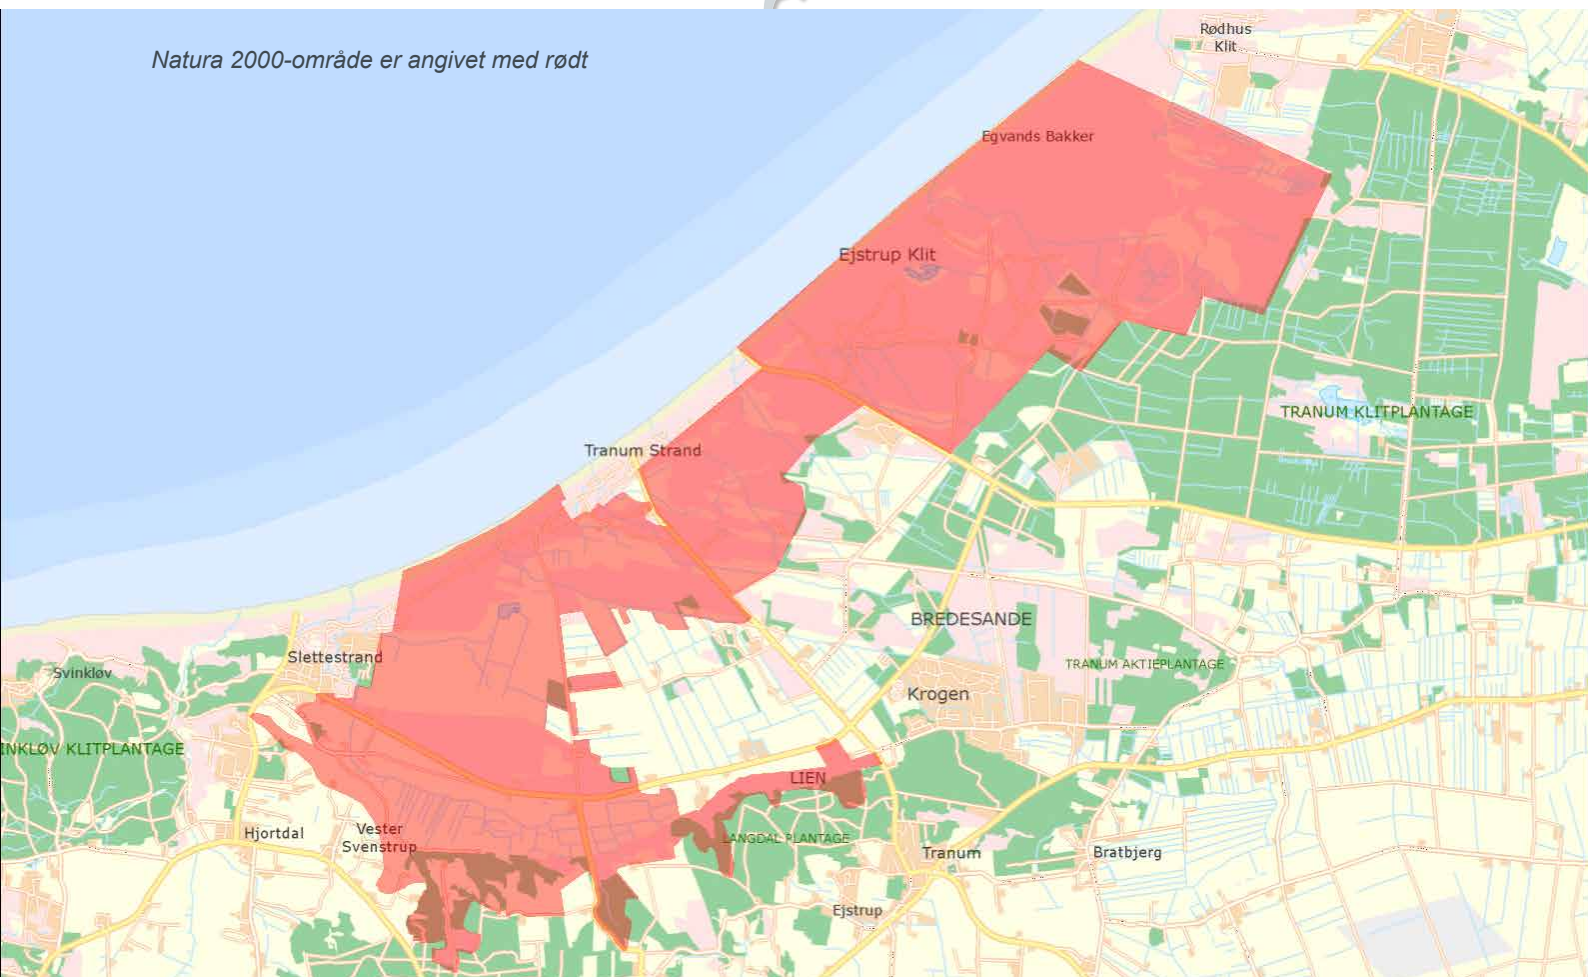 Natura 2000-område er angivet med rødt
Rødhus
Klit
Egvands Bakker
Ejstrup Klit
TRANUM KLITPLANTAGE
Tranum Strand
BREDESANDE
Slettestrand
TRANUM AKTIEPLANTAGE
Svinkløv
Krogen
INKLØV KLITPLANTAGE
LIEN
Hjortdal
Vester
Svenstrup
LANGDAL PLANTAGE
Tranum
Bratbjerg
Ejstrup